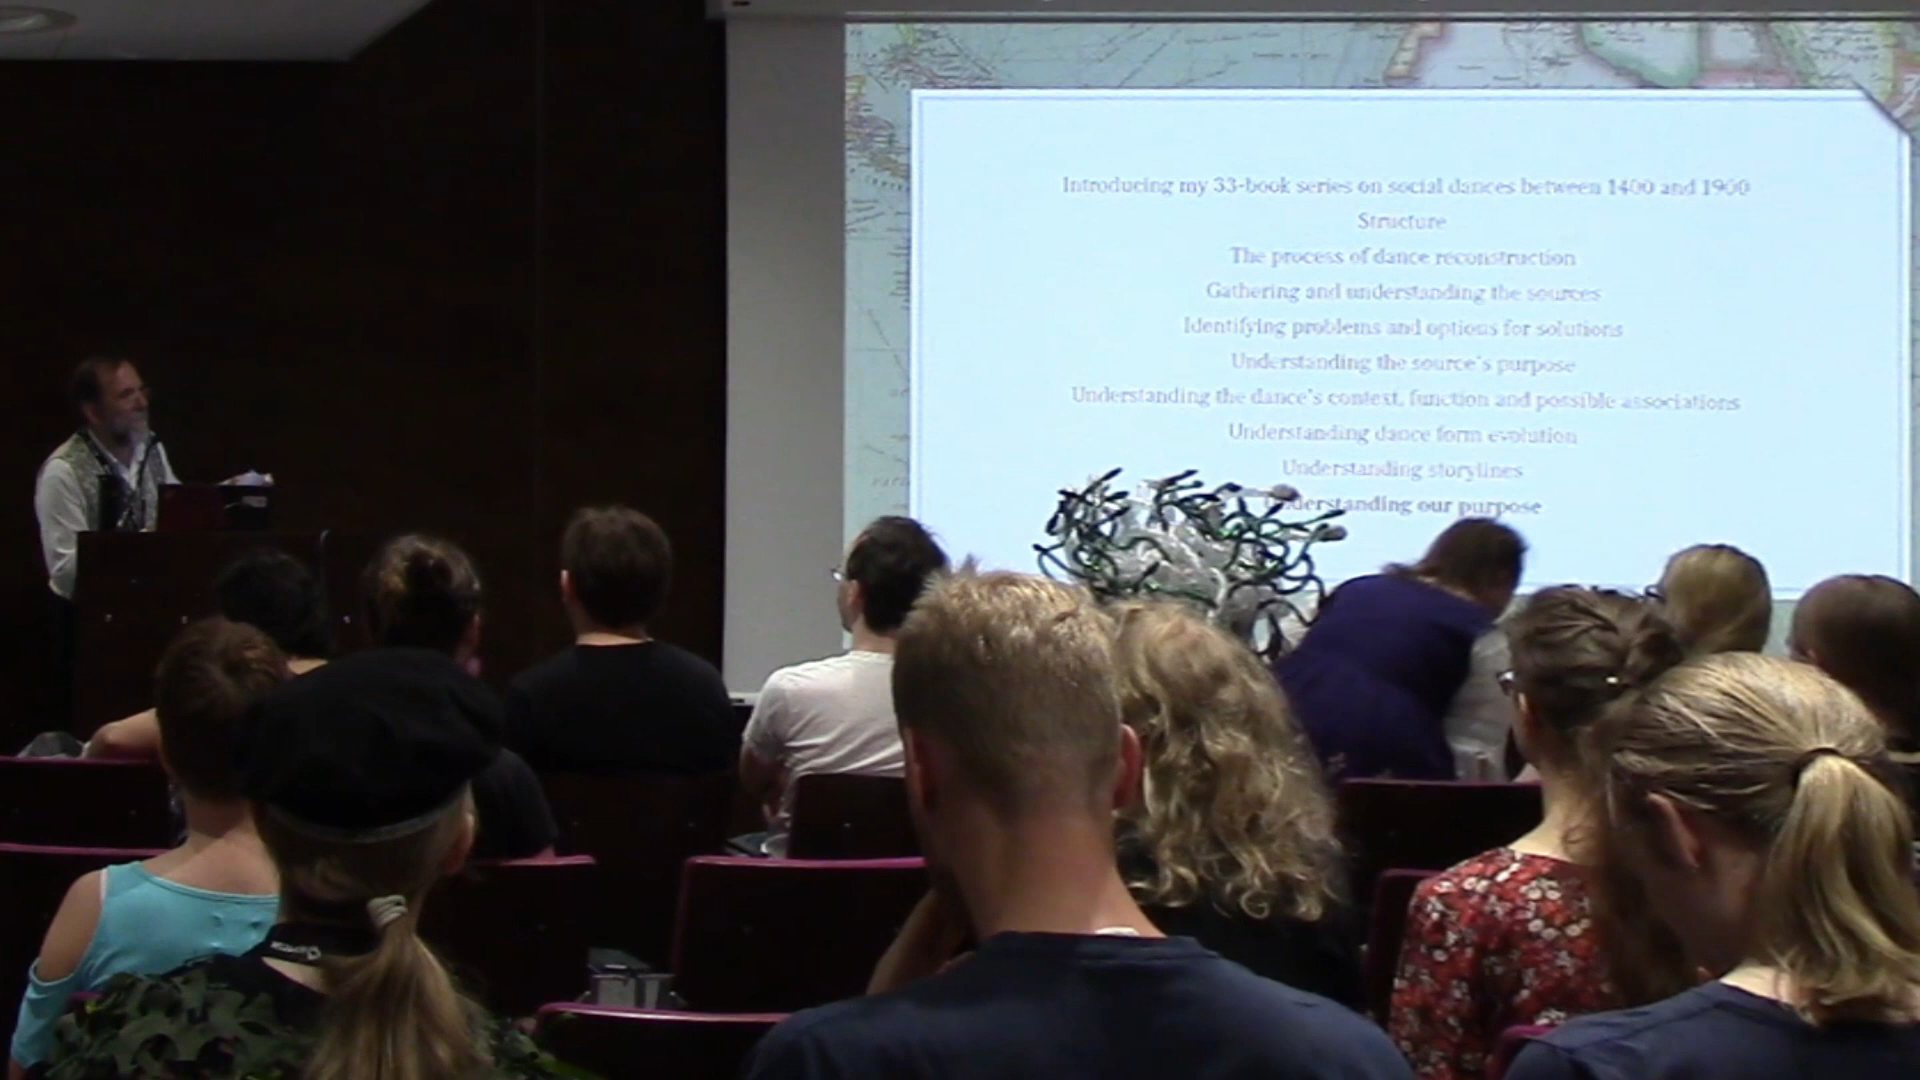 Introducing my 33-book series on social dances between 1400 and 1900
Structure
The process of dance reconstruction
Gathering and understanding the sources
Identifying problems and options for solutions
Understanding the source's purpose
Understanding the dance's context, function and possible associations
Understanding dance form evolution
Understanding storylines
derstanding our purpose